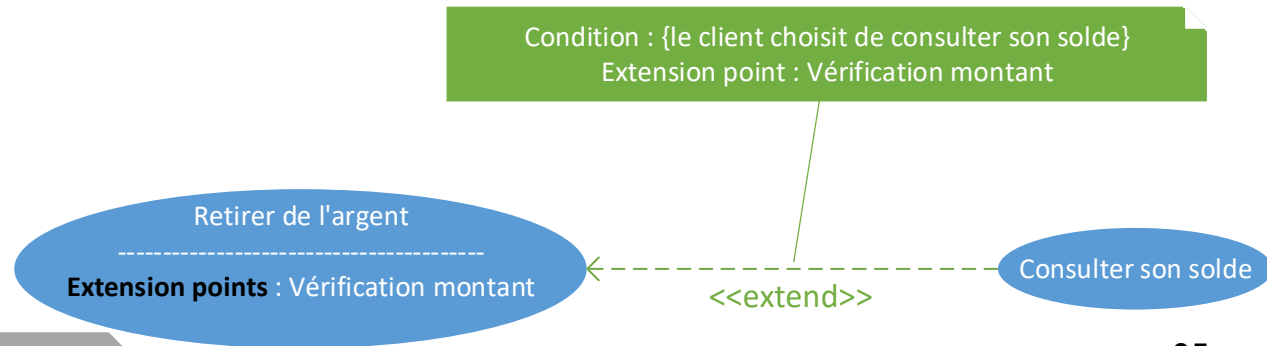 Condition : {le client choisit de consulter son solde}
Extension point : Vérification montant
Retirer de l'argent
-----------------------------------------
Extension points : Vérification montant
<<extend>>
Consulter son solde